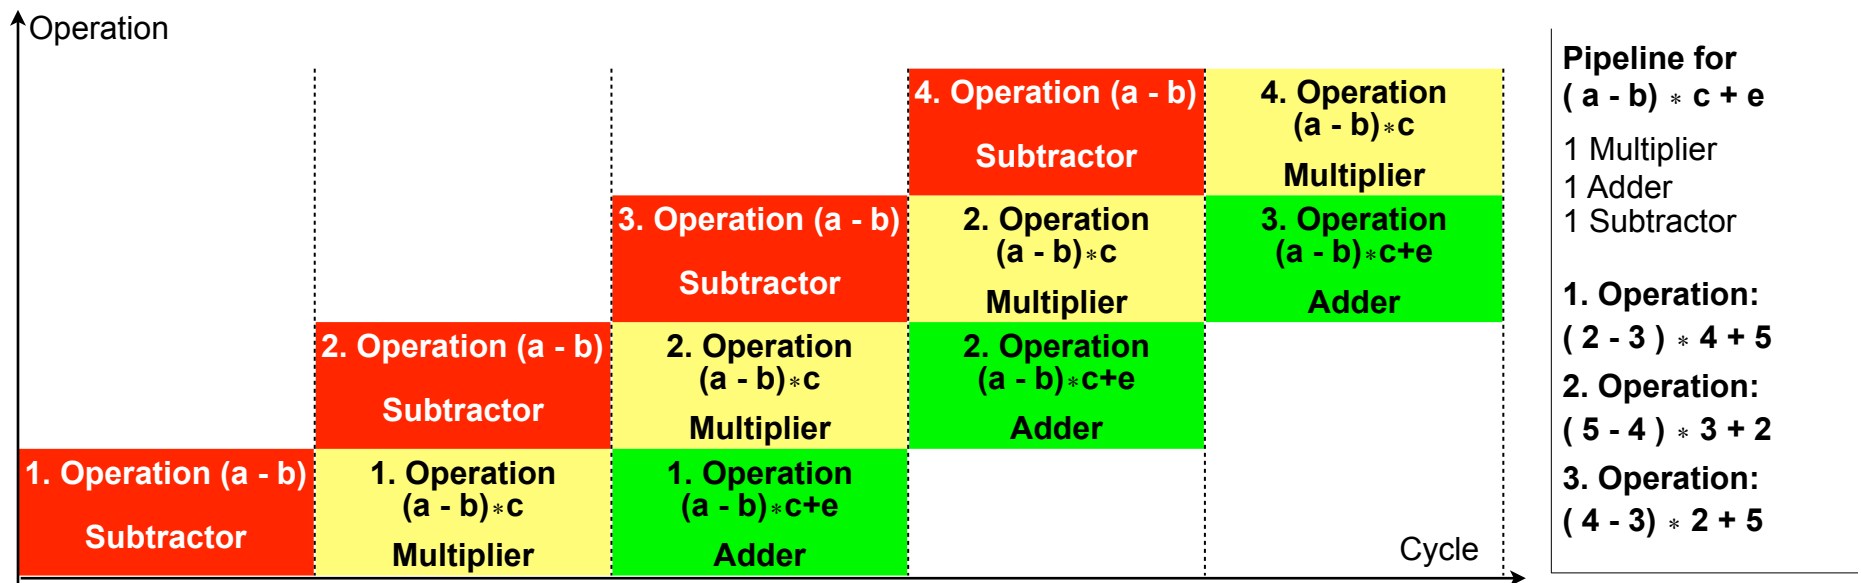 Operation
4. Operation (a - b)
Subtractor
4. Operation
(a - b)*c
Multiplier
3. Operation (a - b)
Subtractor
2. Operation
(a - b)*c
Multiplier
3. Operation
(a - b)*c+e
Adder
2. Operation (a - b)
Subtractor
2. Operation
(a - b)*c
Multiplier
2. Operation
(a - b)*c+e
Adder
1. Operation (a - b)
Subtractor
1. Operation
(a - b)*c
Multiplier
1. Operation
(a - b)*c+e
Adder
Cycle
Pipeline for
( a - b) * c + e
1 Multiplier
1 Adder
1 Subtractor
1. Operation:
( 2 - 3 ) * 4 + 5
2. Operation:
( 5 - 4 ) * 3 + 2
3. Operation:
( 4 - 3) * 2 + 5